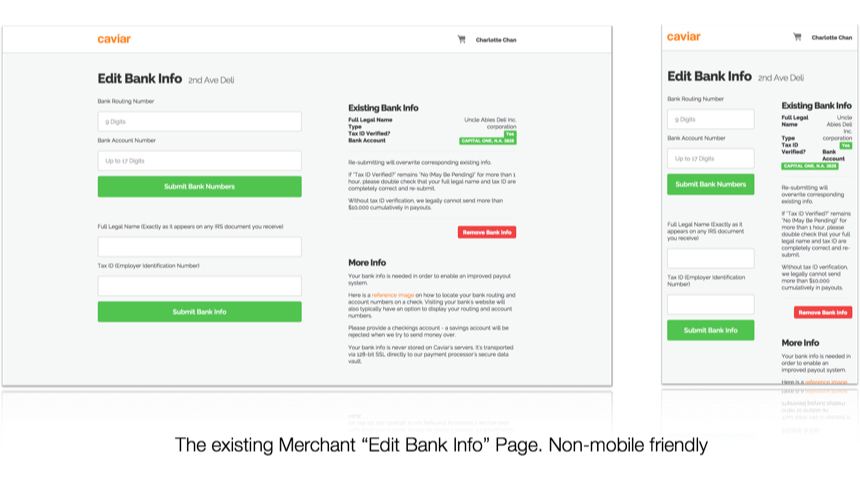 caviar
Charlotte Chan
Edit Bank Info 2nd Ave Deli
Bank Routing Number
9 Digits
Bank Account Number
Up to 17 Digits
Submit Bank Numbers
Full Legal Name (Exactly as it appears on any IRS document you receive)
Tax ID (Employer Identification Number)
Submit Bank Info
Existing Bank Info
Full Legal Name Uncle Abies Deli Inc.
Type corporation
Tax ID Verified? Yes
Bank Account CAPITAL ONE, N.A. 3828
Re-submitting will overwrite corresponding existing info.
If "Tax ID Verified?" remains "No (May Be Pending)" for more than 1
hour, please double check that your full legal name and tax ID are
completely correct and re-submit.
Without tax ID verification, we legally cannot send more than
$10,000 cumulatively in payouts.
Remove Bank Info
More Info
Your bank info is needed in order to enable an improved payout
system.
Here is a reference image on how to locate your bank routing and
account numbers on a check. Visiting your bank's website will
also typically have an option to display your routing and account
numbers.
Please provide a checkings account - a savings account will be
rejected when we try to send money over.
Your bank info is never stored on Caviar's servers. It's transported
via 128-bit SSL directly to our payment processor's secure data
vault.
caviar
Charlotte Chan
Edit Bank Info 2nd Ave Deli
Bank Routing Number
9 Digits
Bank Account Number
Up to 17 Digits
Submit Bank Numbers
Full Legal Name (Exactly as it
appears on any IRS document
you receive)
Tax ID (Employer Identification
Number)
Submit Bank Info
Existing Bank Info
Full Legal Uncle
Name Abies Deli
Inc.
Type corporation
Tax ID Yes
Verified? Bank
Account
CAPITAL ONE, N.A. 3828
Re-submitting will
overwrite corresponding
existing info.
If "Tax ID Verified?" remains
"No (May Be Pending)" for
more than 1 hour, please
double check that your full
legal name and tax ID are
completely correct and re-
submit.
Without tax ID verification,
we legally cannot send
more than $10,000
cumulatively in payouts.
Remove Bank Info
More Info
Your bank info is needed in
order to enable an
improved payout system.
Here is a reference image
The existing Merchant “Edit Bank Info” Page. Non-mobile friendly